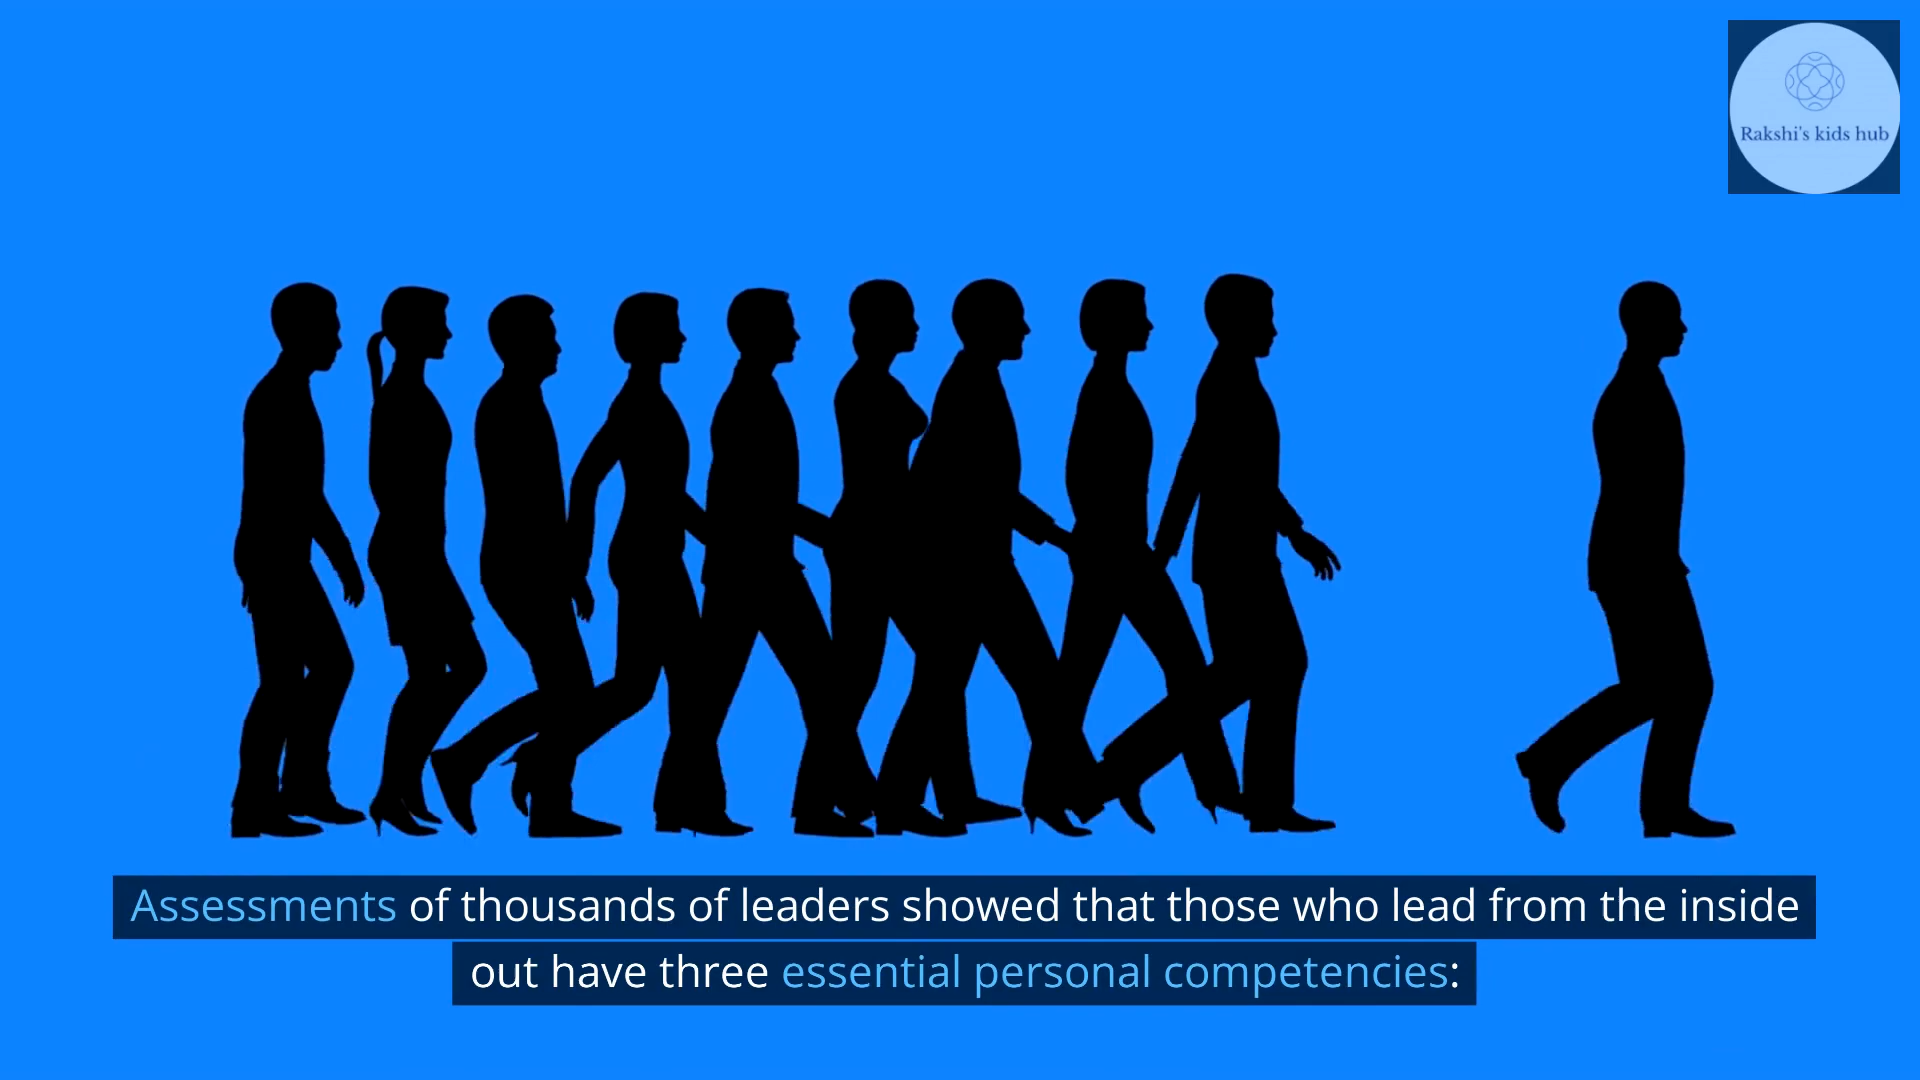 Rakshi's kids hub
Assessments of thousands of leaders showed that those who lead from the inside
out have three essential personal competencies: